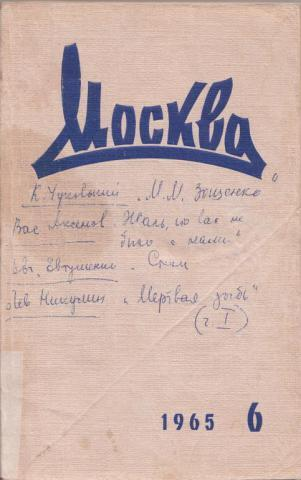 Москва
К. Чуковский „М. М. Зощенко"
Вас Аксенов „Жаль, что вас не
было с нами."
Евг. Евтушенко Стихи
Лев Никулин „Мертвая зыбь"
(ч. I)
1965 6